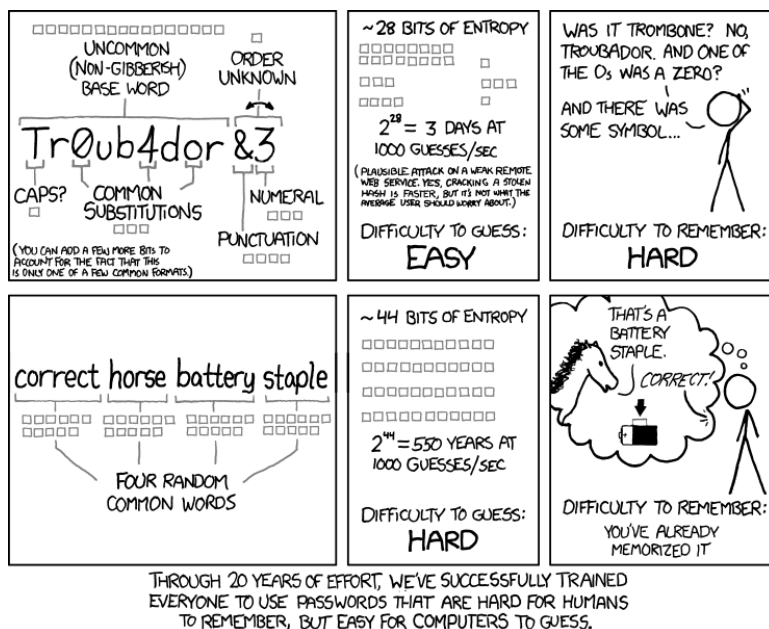 UNCOMMON
(NON-GIBBERISH)
BASE WORD
ORDER
UNKNOWN
Tr0ub4dor &3
CAPS?
COMMON
SUBSTITUTIONS
NUMERAL
PUNCTUATION
(YOU CAN ADD A FEW MORE BITS TO
ACCOUNT FOR THE FACT THAT THIS
IS ONLY ONE OF A FEW COMMON FORMATS.)
~28 BITS OF ENTROPY
2²⁸ = 3 DAYS AT
1000 GUESSES/SEC
(PLAUSIBLE ATTACK ON A WEAK REMOTE
WEB SERVICE. YES, CRACKING A STOLEN
HASH IS FASTER, BUT IT'S NOT WHAT THE
AVERAGE USER SHOULD WORRY ABOUT.)
DIFFICULTY TO GUESS:
EASY
WAS IT TROMBONE? NO,
TROUBADOR. AND ONE OF
THE Os WAS A ZERO?
AND THERE WAS
SOME SYMBOL...
DIFFICULTY TO REMEMBER:
HARD
correct horse battery staple
FOUR RANDOM
COMMON WORDS
~44 BITS OF ENTROPY
2⁴⁴ = 550 YEARS AT
1000 GUESSES/SEC
DIFFICULTY TO GUESS:
HARD
THAT'S A
BATTERY
STAPLE.
CORRECT!
DIFFICULTY TO REMEMBER:
YOU'VE ALREADY
MEMORIZED IT
THROUGH 20 YEARS OF EFFORT, WE'VE SUCCESSFULLY TRAINED
EVERYONE TO USE PASSWORDS THAT ARE HARD FOR HUMANS
TO REMEMBER, BUT EASY FOR COMPUTERS TO GUESS.